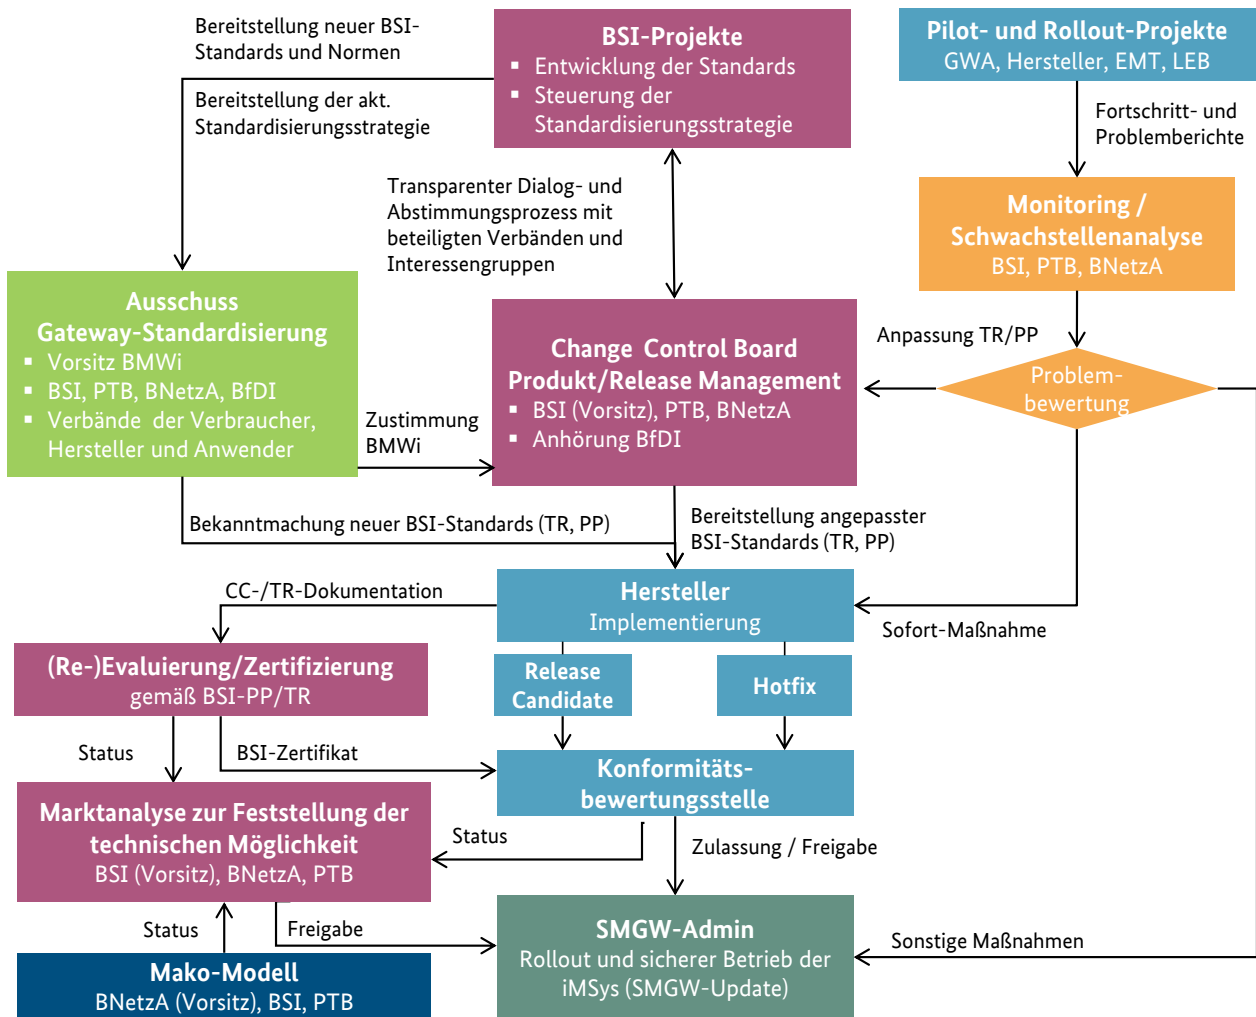 Bereitstellung neuer BSI-
Standards und Normen
Bereitstellung der akt.
Standardisierungsstrategie
BSI-Projekte
▪ Entwicklung der Standards
▪ Steuerung der
Standardisierungsstrategie
Pilot- und Rollout-Projekte
GWA, Hersteller, EMT, LEB
Fortschritt- und
Problemberichte
Transparenter Dialog- und
Abstimmungsprozess mit
beteiligten Verbänden und
Interessengruppen
Monitoring /
Schwachstellenanalyse
BSI, PTB, BNetzA
Ausschuss
Gateway-Standardisierung
▪ Vorsitz BMWi
▪ BSI, PTB, BNetzA, BfDI
▪ Verbände der Verbraucher,
Hersteller und Anwender
Zustimmung
BMWi
Change Control Board
Produkt/Release Management
▪ BSI (Vorsitz), PTB, BNetzA
▪ Anhörung BfDI
Anpassung TR/PP
Problem-
bewertung
Bekanntmachung neuer BSI-Standards (TR, PP)
Bereitstellung angepasster
BSI-Standards (TR, PP)
CC-/TR-Dokumentation
Hersteller
Implementierung
Sofort-Maßnahme
(Re-)Evaluierung/Zertifizierung
gemäß BSI-PP/TR
Release
Candidate
Hotfix
Status
BSI-Zertifikat
Konformitäts-
bewertungsstelle
Marktanalyse zur Feststellung der
technischen Möglichkeit
BSI (Vorsitz), BNetzA, PTB
Status
Zulassung / Freigabe
Status
Freigabe
SMGW-Admin
Rollout und sicherer Betrieb der
iMSys (SMGW-Update)
Sonstige Maßnahmen
Mako-Modell
BNetzA (Vorsitz), BSI, PTB